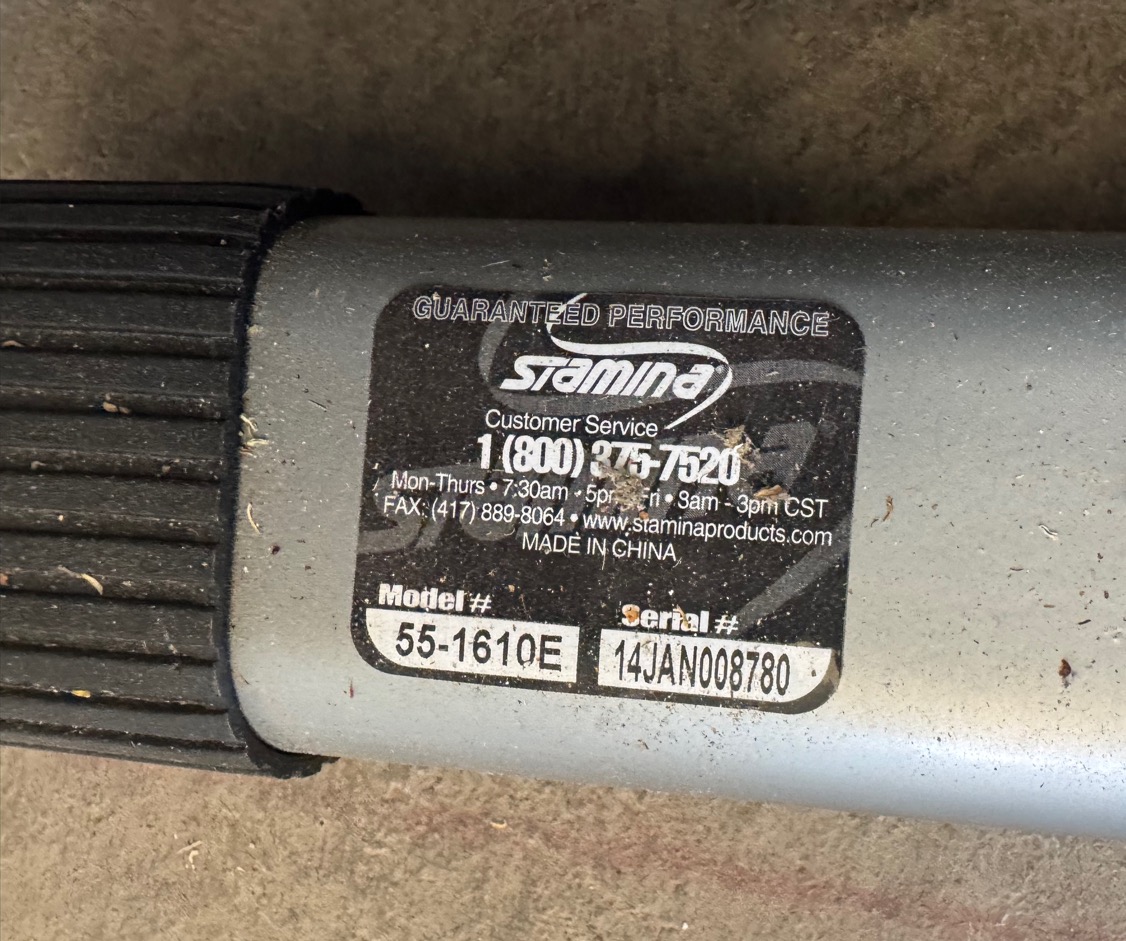 GUARANTEED PERFORMANCE
STAMINA®
Customer Service
1 (800) 375-7520
Mon-Thurs • 7:30am - 5pm Fri • 8am - 3pm CST
FAX: (417) 889-8064 • www.staminaproducts.com
MADE IN CHINA
Model # Serial #
55-1610E 14JAN008780